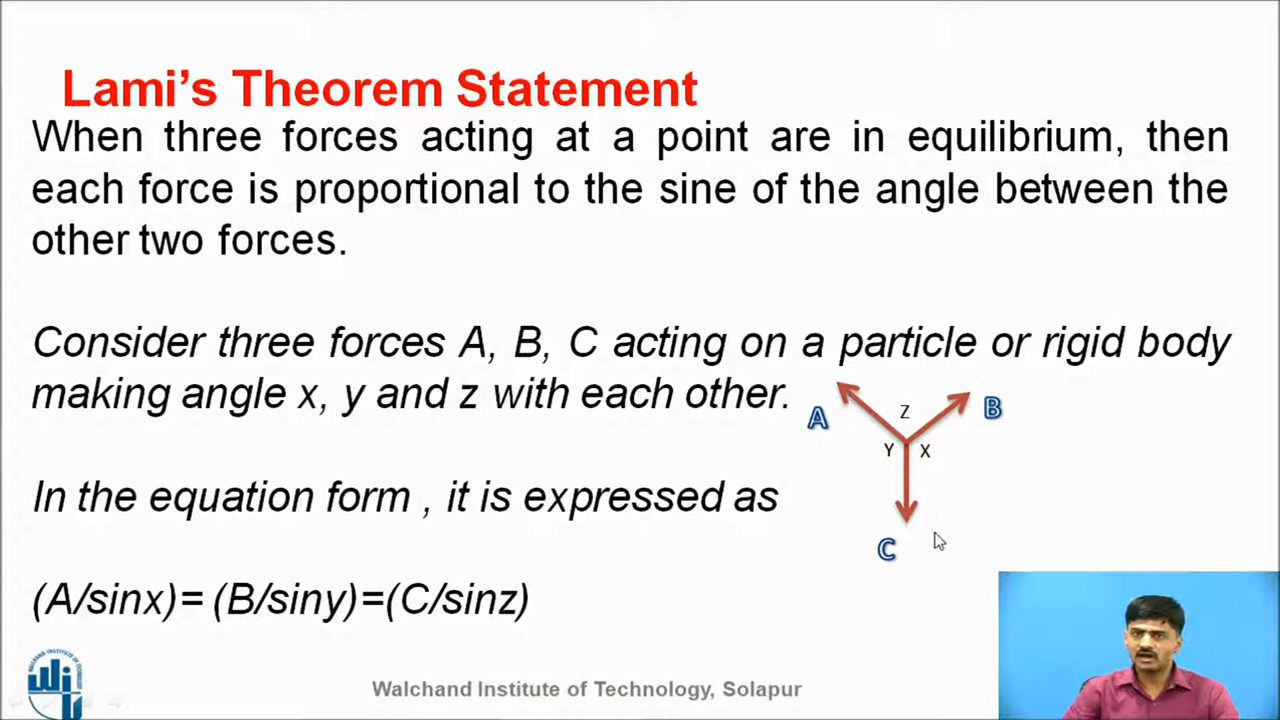 Lami’s Theorem Statement
When three forces acting at a point are in equilibrium, then
each force is proportional to the sine of the angle between the
other two forces.
Consider three forces A, B, C acting on a particle or rigid body
making angle x, y and z with each other.
A
Z
B
Y
X
In the equation form , it is expressed as
C
(A/sinx)= (B/siny)=(C/sinz)
Walchand Institute of Technology, Solapur